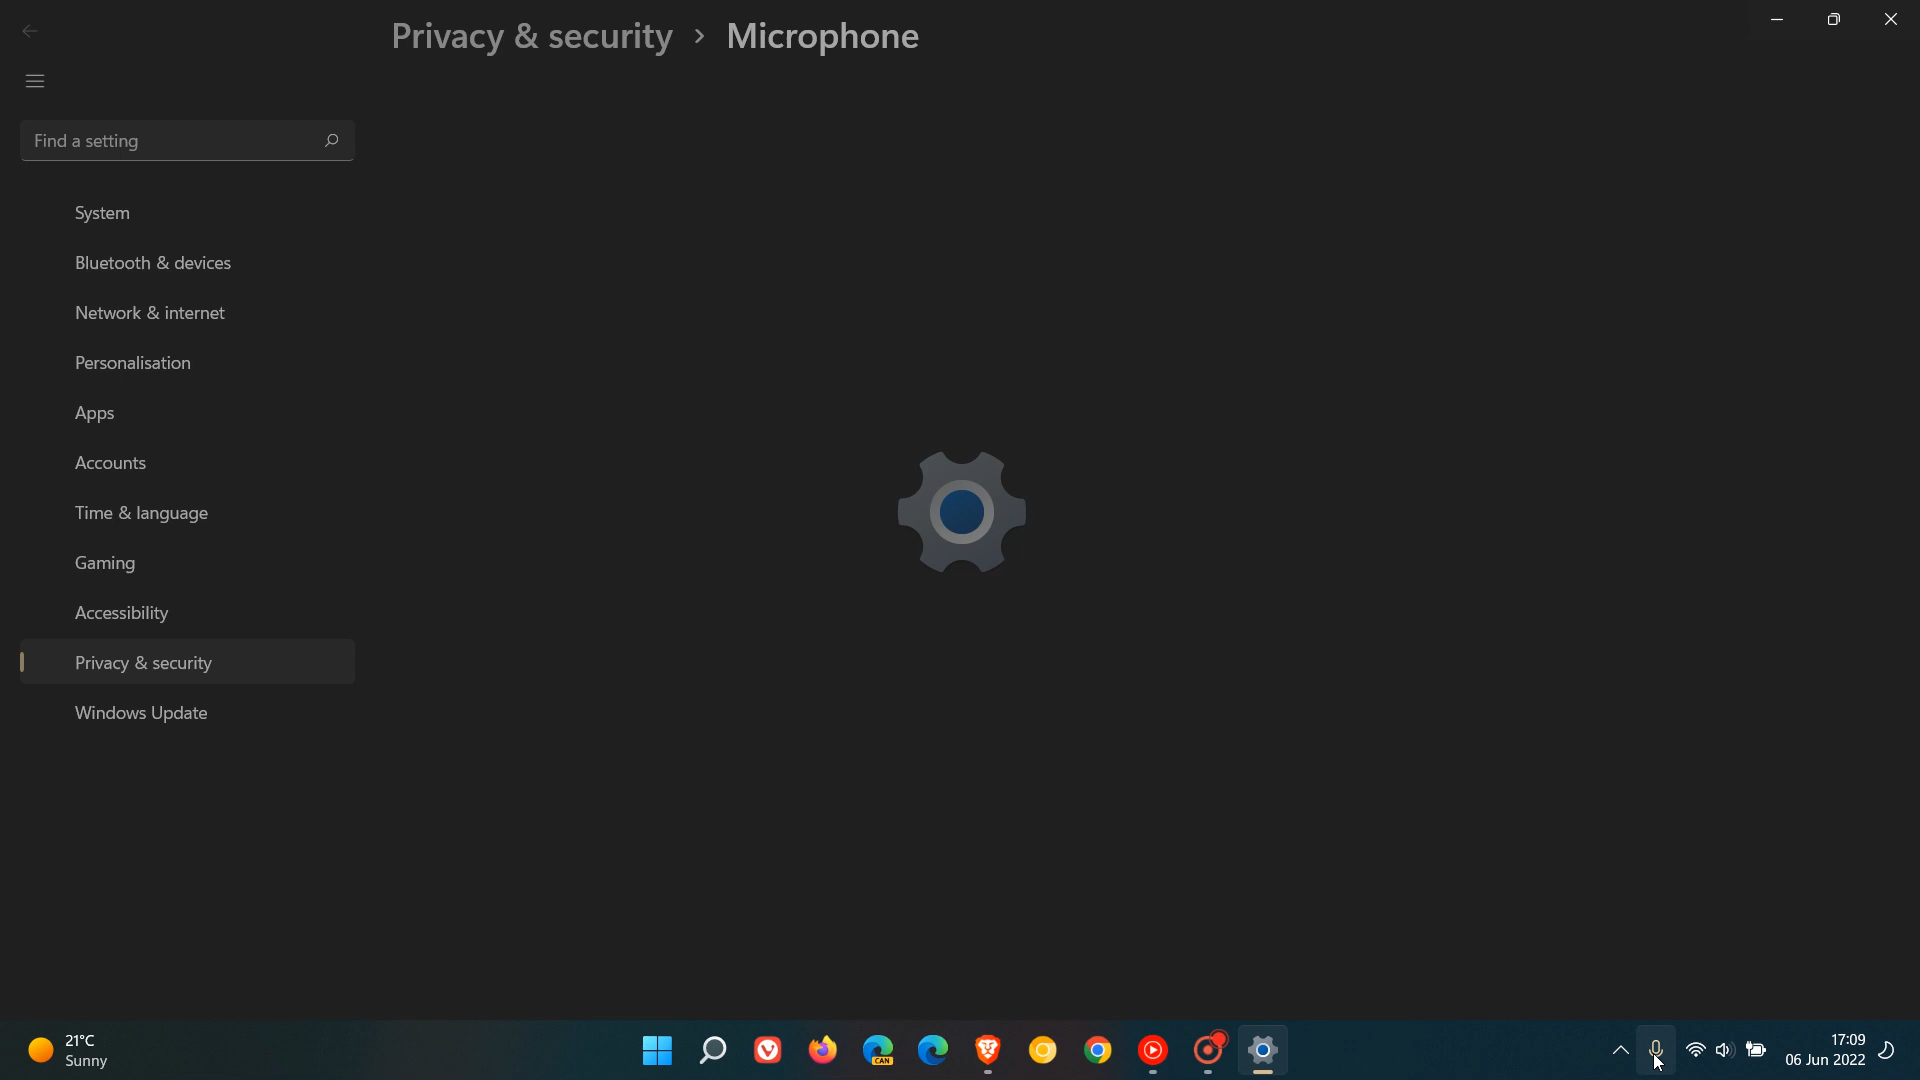 Privacy & security > Microphone
Find a setting
System
Bluetooth & devices
Network & internet
Personalisation
Apps
Accounts
Time & language
Gaming
Accessibility
Privacy & security
Windows Update
21°C
Sunny
CAN
17:09
06 Jun 2022